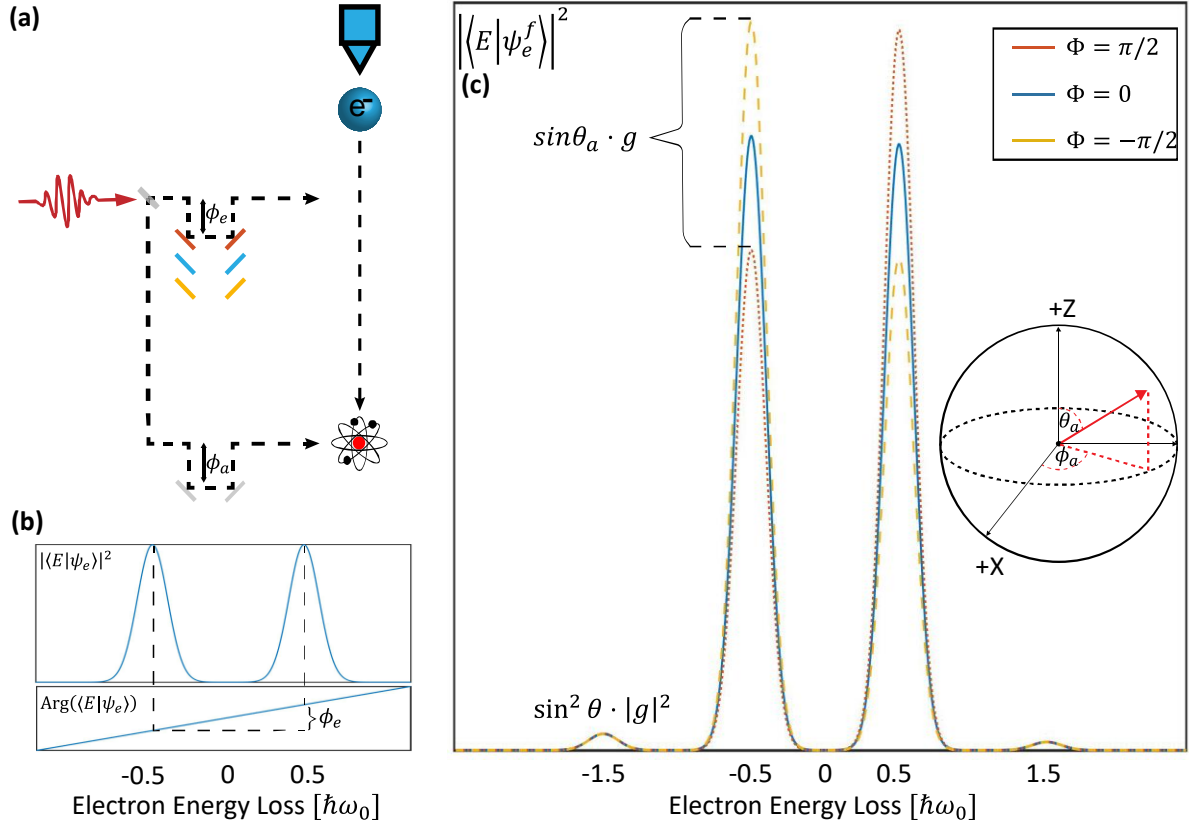 (a)
e⁻
ϕₑ
ϕₐ
(b)
|⟨E|ψₑ⟩|²
Arg(⟨E|ψₑ⟩)
ϕₑ
-0.5 0 0.5
Electron Energy Loss [ℏω₀]
|⟨E|ψₑᶠ⟩|²
(c)
Φ = π/2
Φ = 0
Φ = −π/2
sinθₐ · g
+Z
θₐ
ϕₐ
+X
sin² θ · |g|²
-1.5 -0.5 0 0.5 1.5
Electron Energy Loss [ℏω₀]